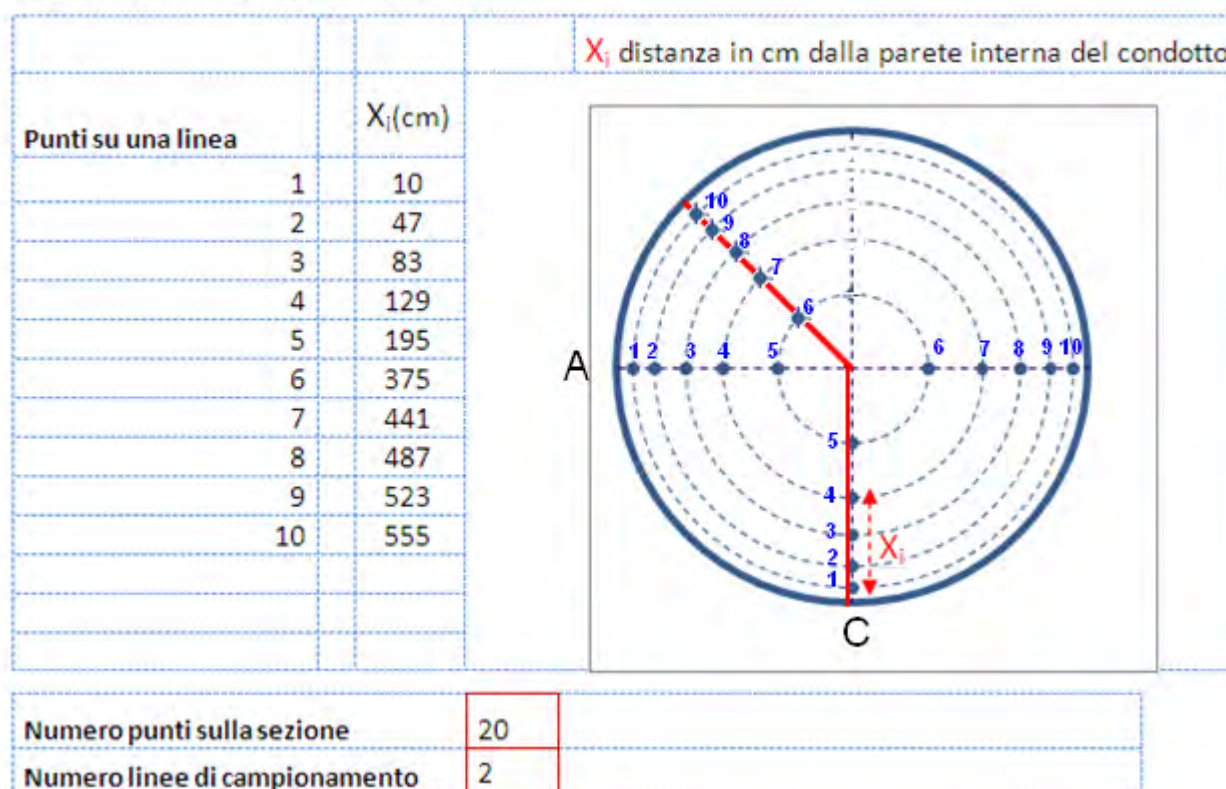 Xi distanza in cm dalla parete interna del condotto
Punti su una linea Xi(cm)
1 10
2 47
3 83
4 129
5 195
6 375
7 441
8 487
9 523
10 555
10
9
8
7
6
A
1 2 3 4 5 6 7 8 9 10
5
4
3
Xi
2
1
C
Numero punti sulla sezione 20
Numero linee di campionamento 2